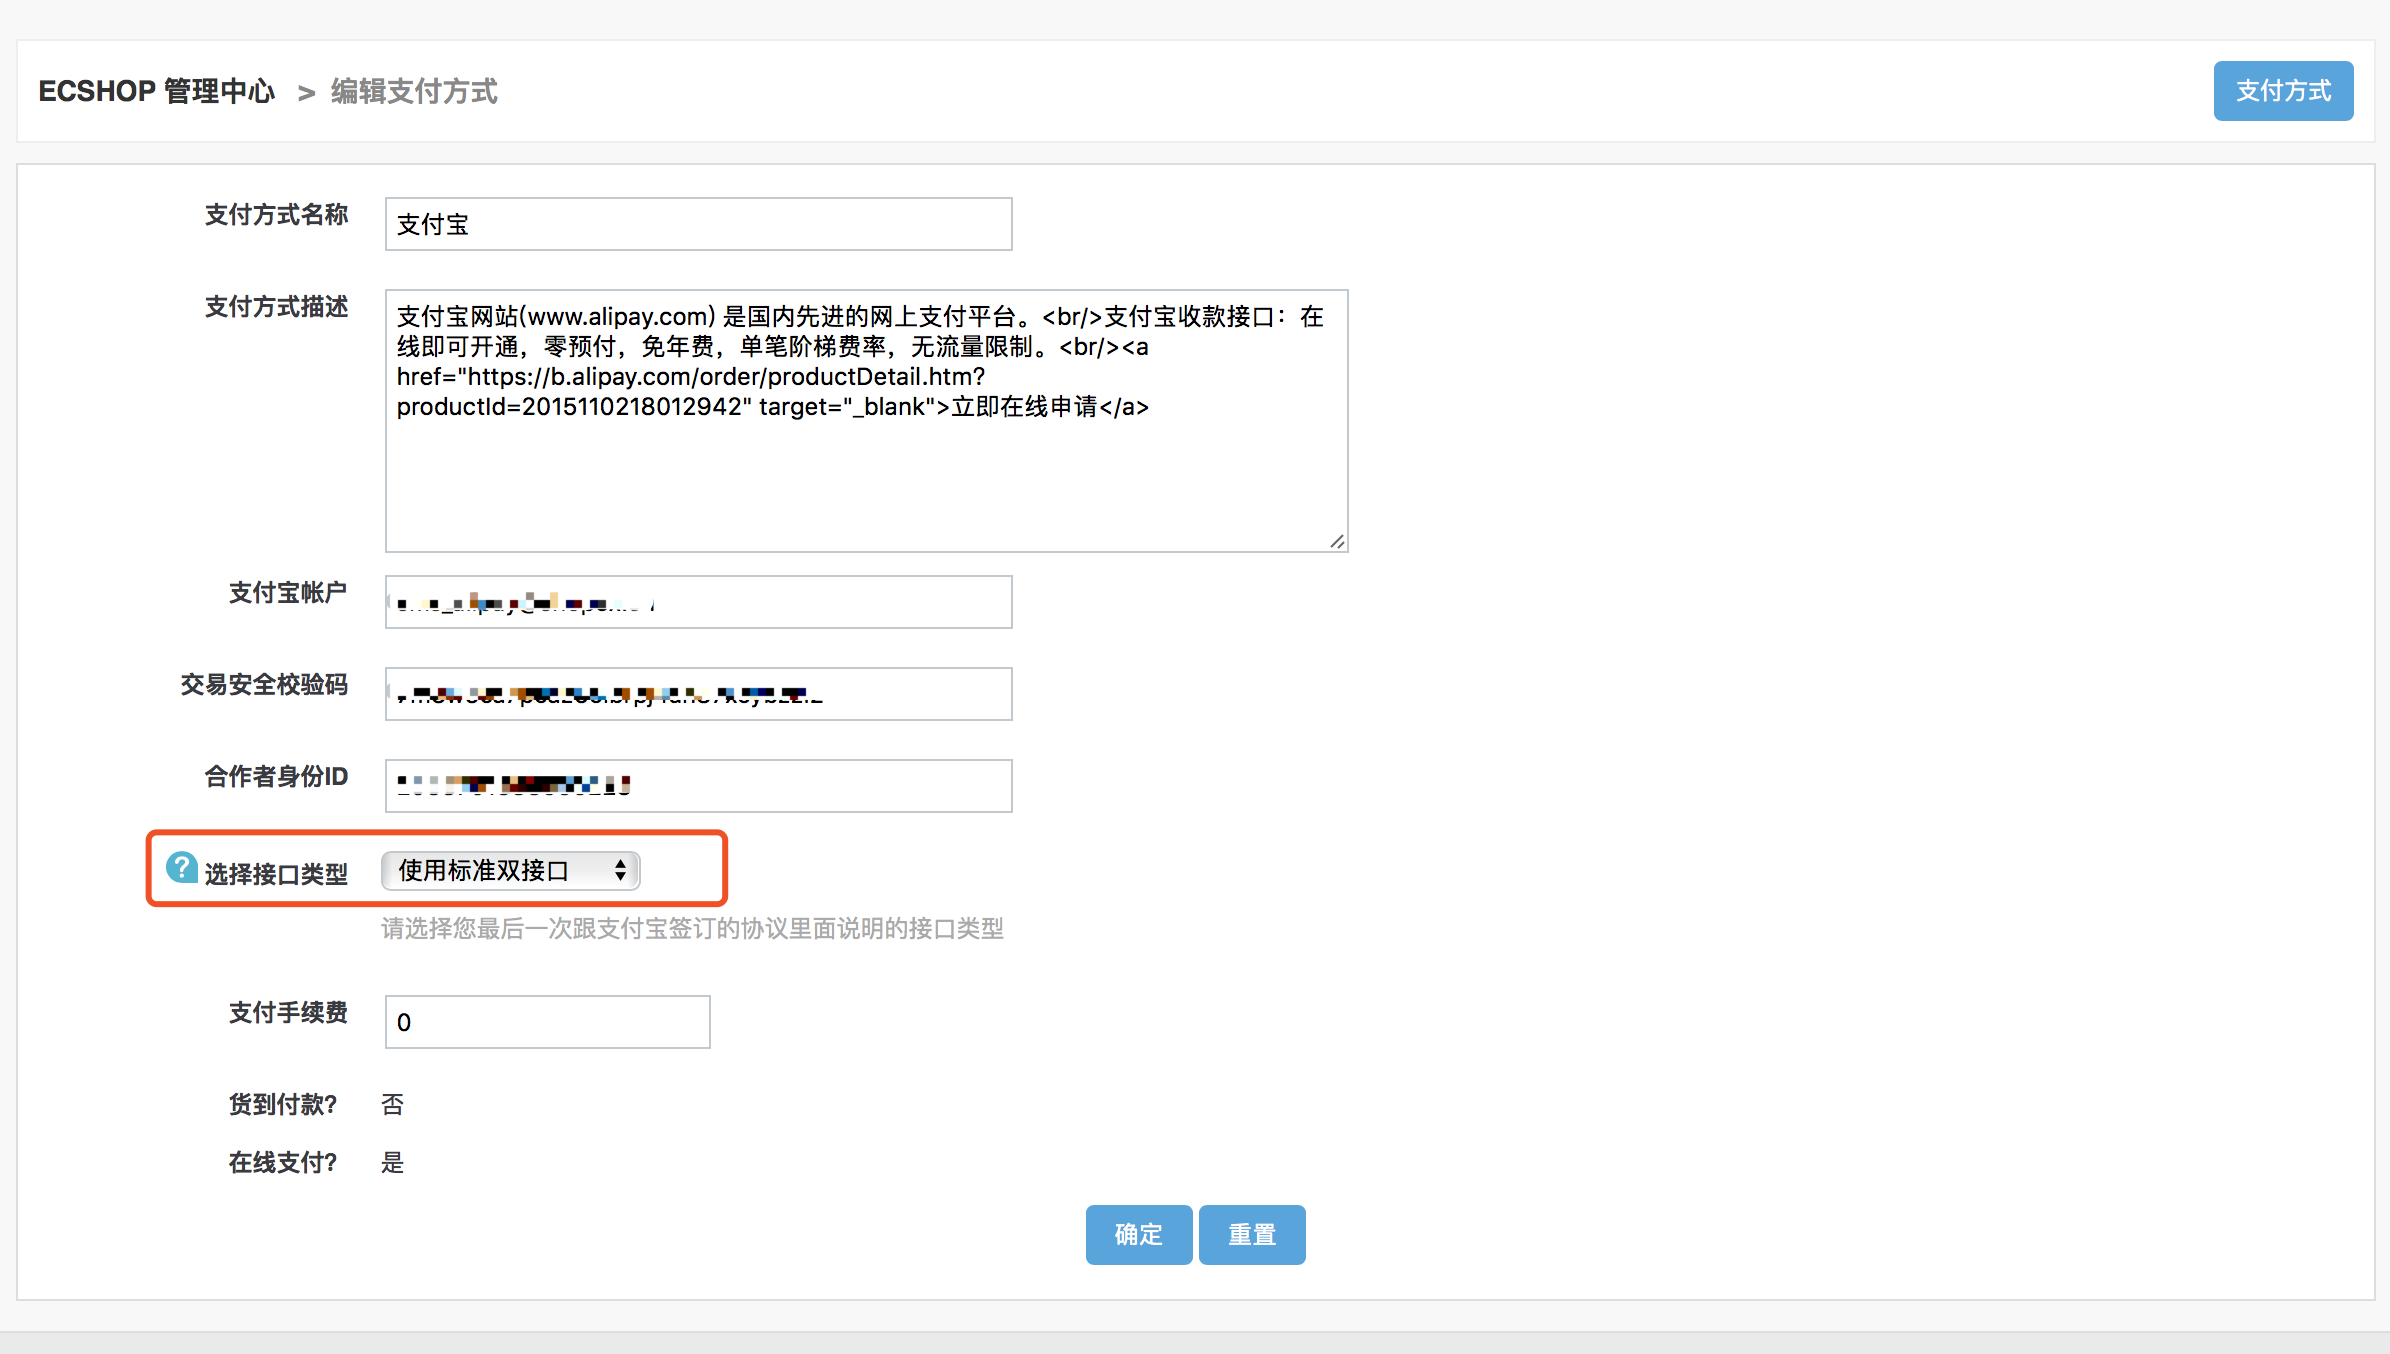 ECSHOP 管理中心 > 编辑支付方式
支付方式
支付方式名称
支付宝
支付方式描述
支付宝网站(www.alipay.com) 是国内先进的网上支付平台。<br/>支付宝收款接口：在
线即可开通，零预付，免年费，单笔阶梯费率，无流量限制。<br/><a
href="https://b.alipay.com/order/productDetail.htm?
productId=2015110218012942" target="_blank">立即在线申请</a>
支付宝帐户
交易安全校验码
合作者身份ID
? 选择接口类型
使用标准双接口
请选择您最后一次跟支付宝签订的协议里面说明的接口类型
支付手续费
0
货到付款?
否
在线支付?
是
确定
重置